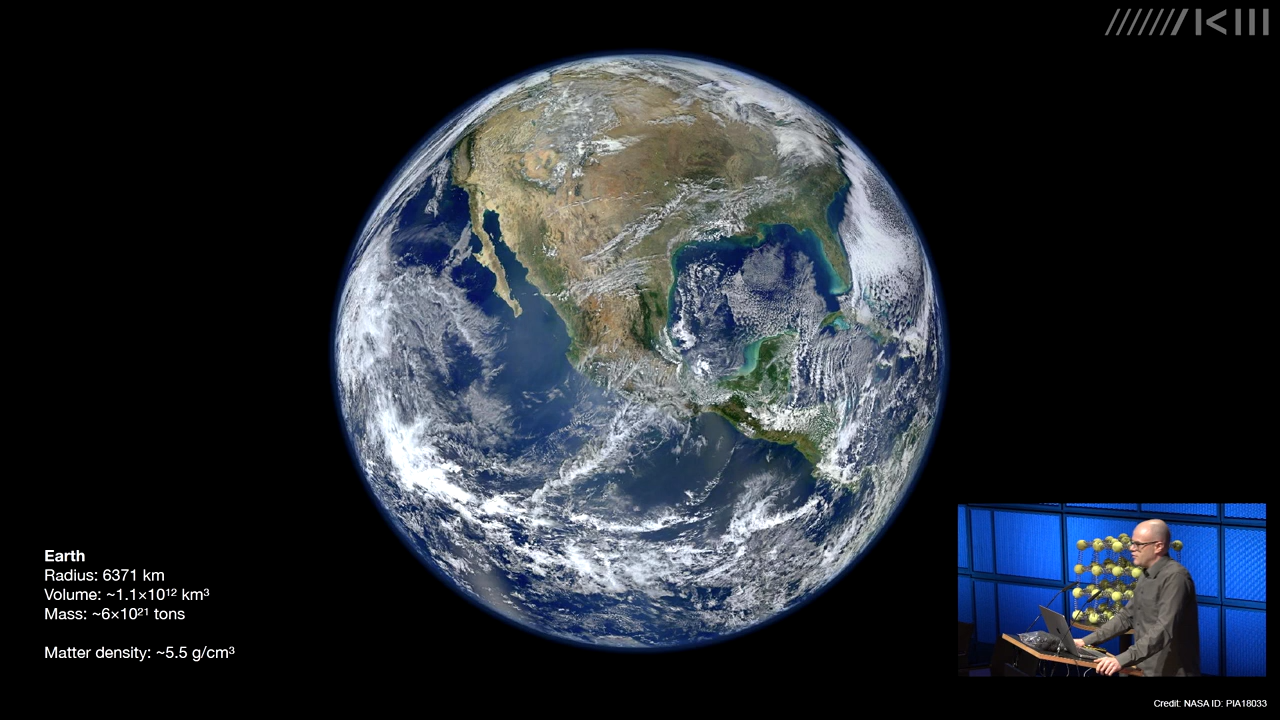 KIII
Earth
Radius: 6371 km
Volume: ~1.1×10¹² km³
Mass: ~6×10²¹ tons
Matter density: ~5.5 g/cm³
Credit: NASA ID: PIA18033